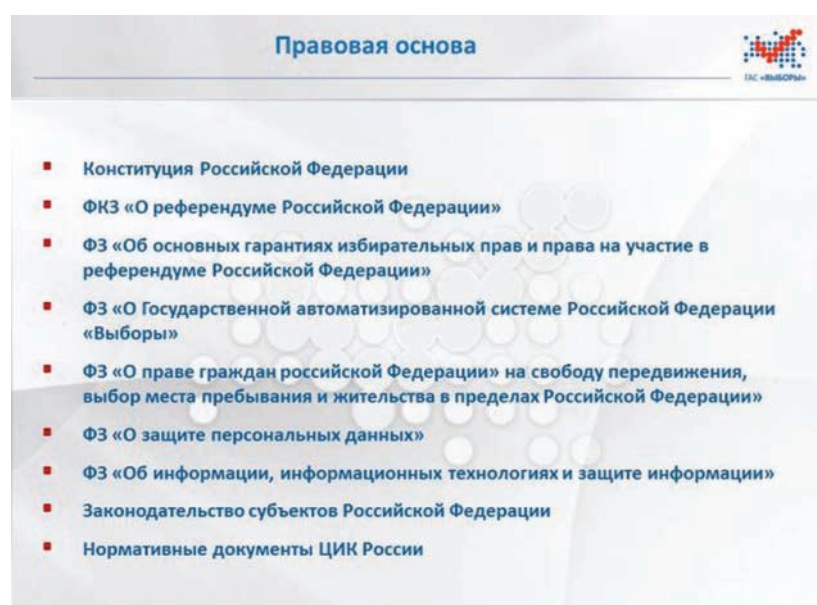 Правовая основа
ГАС «ВЫБОРЫ»
Конституция Российской Федерации
ФКЗ «О референдуме Российской Федерации»
ФЗ «Об основных гарантиях избирательных прав и права на участие в
референдуме Российской Федерации»
ФЗ «О Государственной автоматизированной системе Российской Федерации
«Выборы»
ФЗ «О праве граждан российской Федерации» на свободу передвижения,
выбор места пребывания и жительства в пределах Российской Федерации»
ФЗ «О защите персональных данных»
ФЗ «Об информации, информационных технологиях и защите информации»
Законодательство субъектов Российской Федерации
Нормативные документы ЦИК России